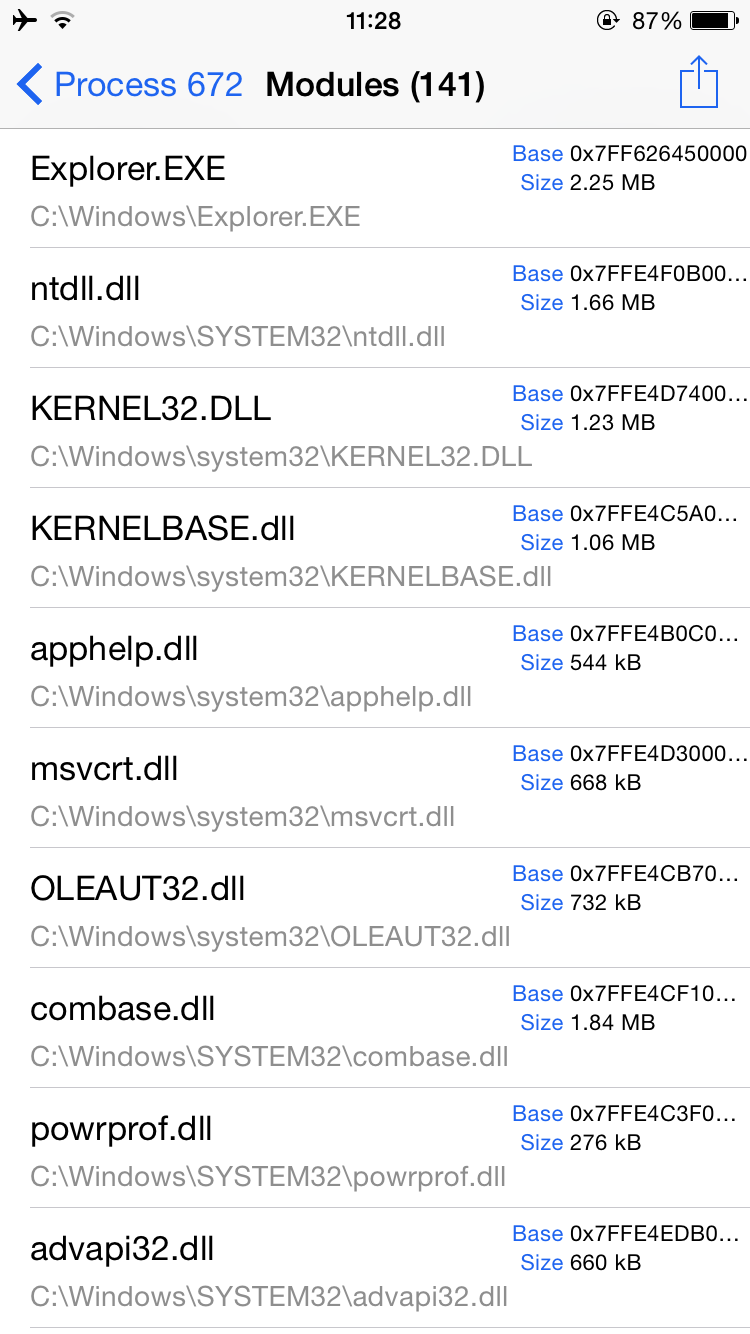 11:28 87%
Process 672 Modules (141)
Explorer.EXE
Base 0x7FF626450000
Size 2.25 MB
C:\Windows\Explorer.EXE
ntdll.dll
Base 0x7FFE4F0B00…
Size 1.66 MB
C:\Windows\SYSTEM32\ntdll.dll
KERNEL32.DLL
Base 0x7FFE4D7400…
Size 1.23 MB
C:\Windows\system32\KERNEL32.DLL
KERNELBASE.dll
Base 0x7FFE4C5A0…
Size 1.06 MB
C:\Windows\system32\KERNELBASE.dll
apphelp.dll
Base 0x7FFE4B0C0…
Size 544 kB
C:\Windows\system32\apphelp.dll
msvcrt.dll
Base 0x7FFE4D3000…
Size 668 kB
C:\Windows\system32\msvcrt.dll
OLEAUT32.dll
Base 0x7FFE4CB70…
Size 732 kB
C:\Windows\system32\OLEAUT32.dll
combase.dll
Base 0x7FFE4CF10…
Size 1.84 MB
C:\Windows\SYSTEM32\combase.dll
powrprof.dll
Base 0x7FFE4C3F0…
Size 276 kB
C:\Windows\SYSTEM32\powrprof.dll
advapi32.dll
Base 0x7FFE4EDB0…
Size 660 kB
C:\Windows\SYSTEM32\advapi32.dll